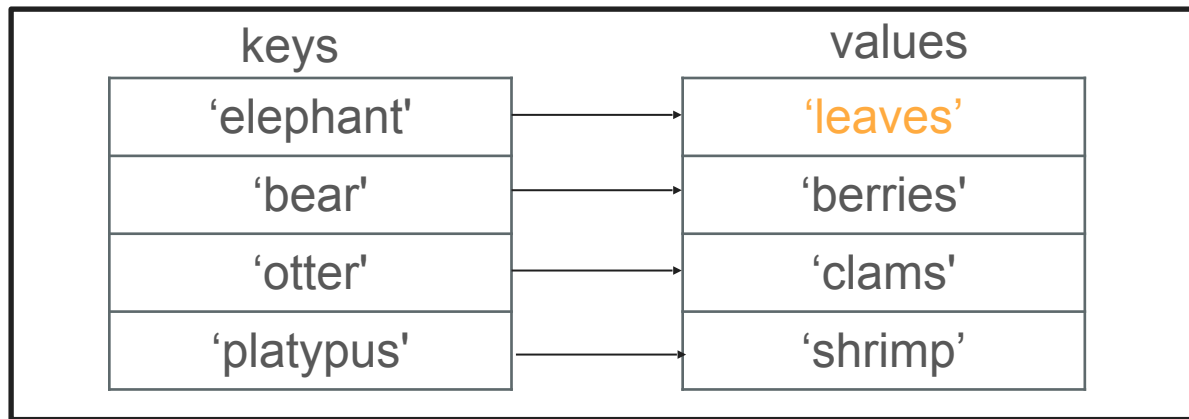 keys values
‘elephant' ‘leaves’
‘bear' ‘berries'
‘otter' ‘clams'
‘platypus' ‘shrimp’